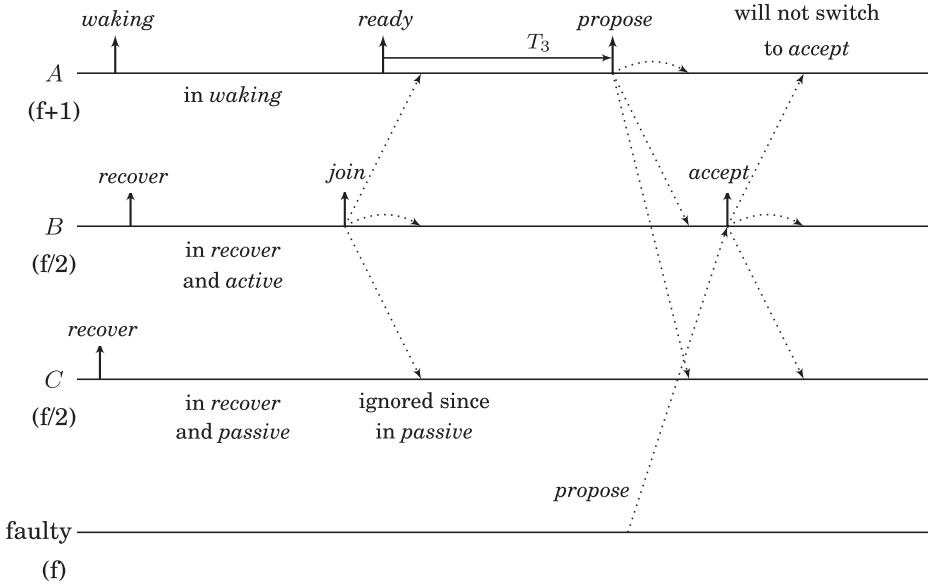 waking
ready
T₃
propose
will not switch
to accept
A
(f+1)
in waking
recover
join
accept
B
(f/2)
in recover
and active
recover
C
(f/2)
in recover
and passive
ignored since
in passive
propose
faulty
(f)